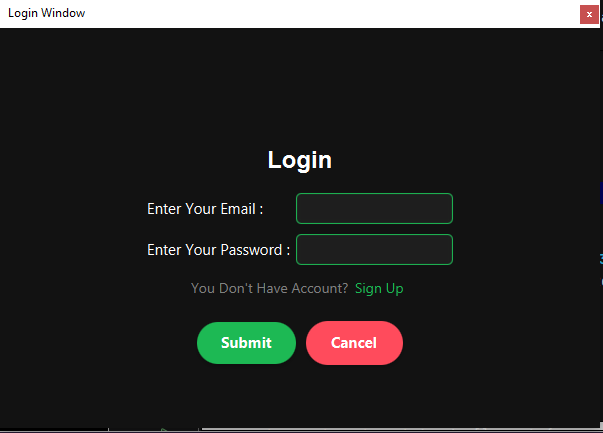 Login Window
x
Login
Enter Your Email :
Enter Your Password :
You Don't Have Account? Sign Up
Submit Cancel